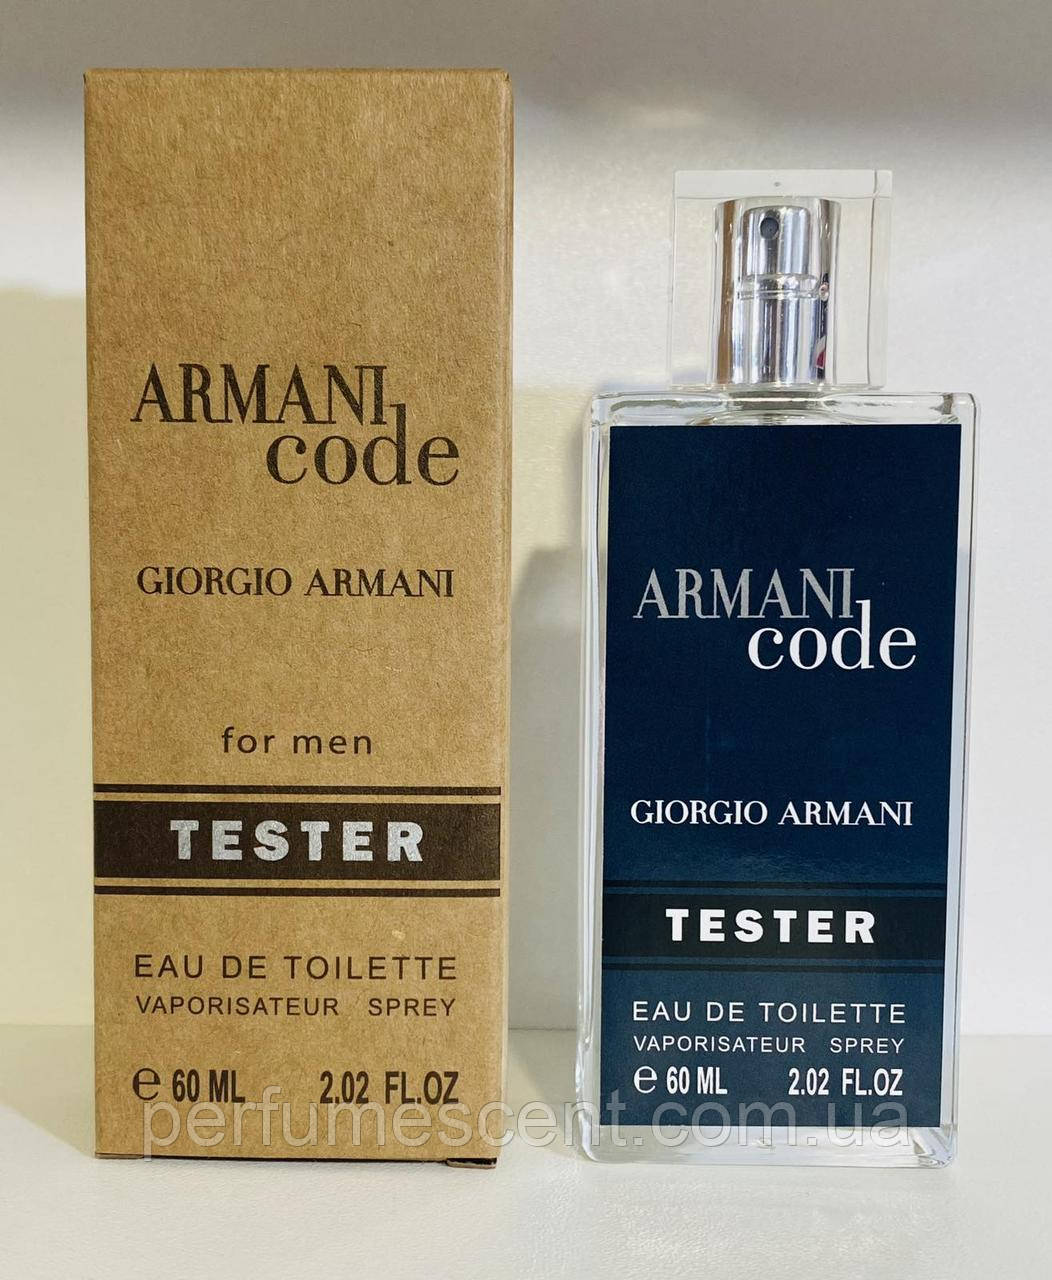 ARMANI
code
GIORGIO ARMANI
for men
TESTER
EAU DE TOILETTE
VAPORISATEUR SPREY
e 60 ML 2.02 FL.OZ
ARMANI
code
GIORGIO ARMANI
TESTER
EAU DE TOILETTE
VAPORISATEUR SPREY
e 60 ML 2.02 FL.OZ
perfumescent.com.ua